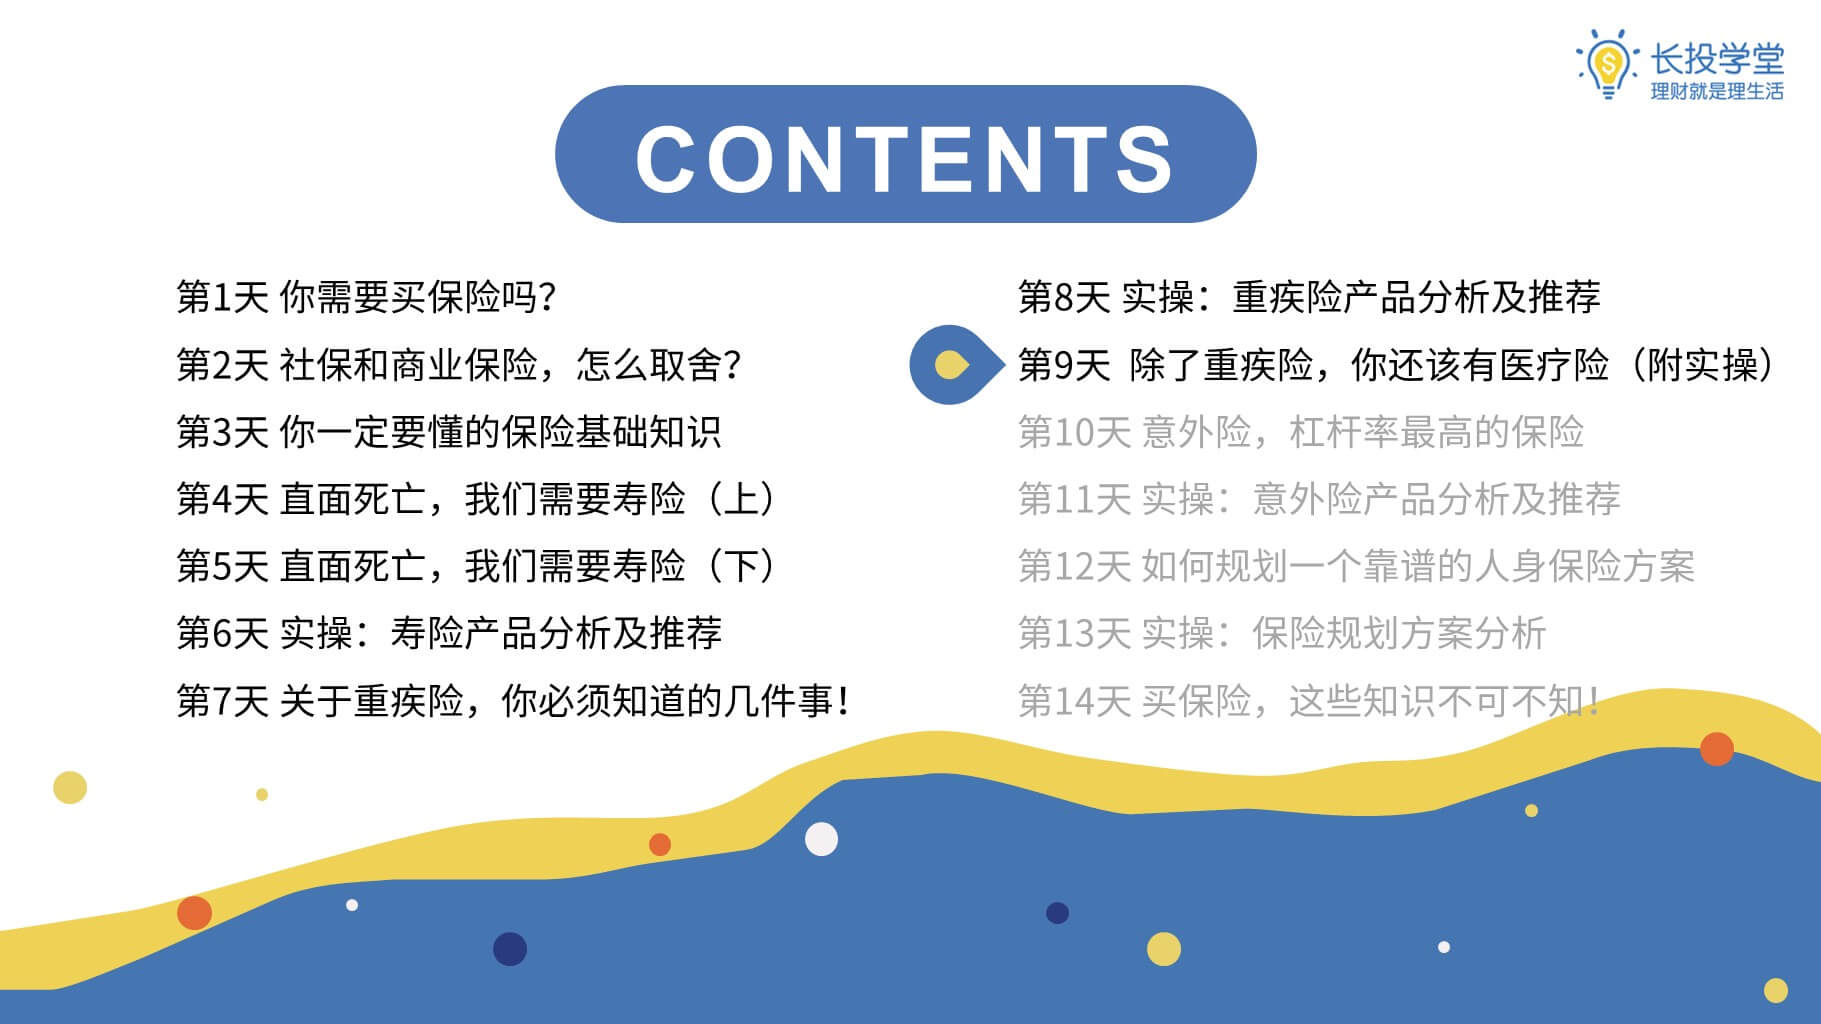 长投学堂
理财就是理生活
CONTENTS
第1天 你需要买保险吗？
第2天 社保和商业保险，怎么取舍？
第3天 你一定要懂的保险基础知识
第4天 直面死亡，我们需要寿险（上）
第5天 直面死亡，我们需要寿险（下）
第6天 实操：寿险产品分析及推荐
第7天 关于重疾险，你必须知道的几件事！
第8天 实操：重疾险产品分析及推荐
第9天 除了重疾险，你还该有医疗险（附实操）
第10天 意外险，杠杆率最高的保险
第11天 实操：意外险产品分析及推荐
第12天 如何规划一个靠谱的人身保险方案
第13天 实操：保险规划方案分析
第14天 买保险，这些知识不可不知！